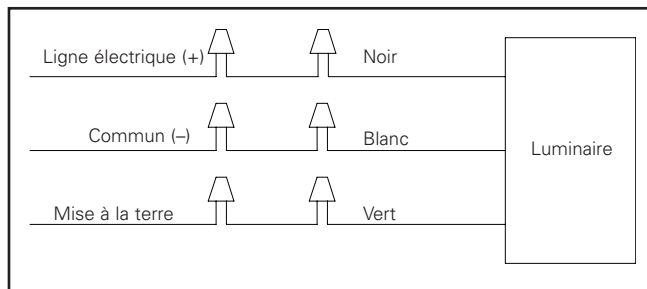 Ligne électrique (+)
Noir
Commun (–)
Blanc
Luminaire
Mise à la terre
Vert